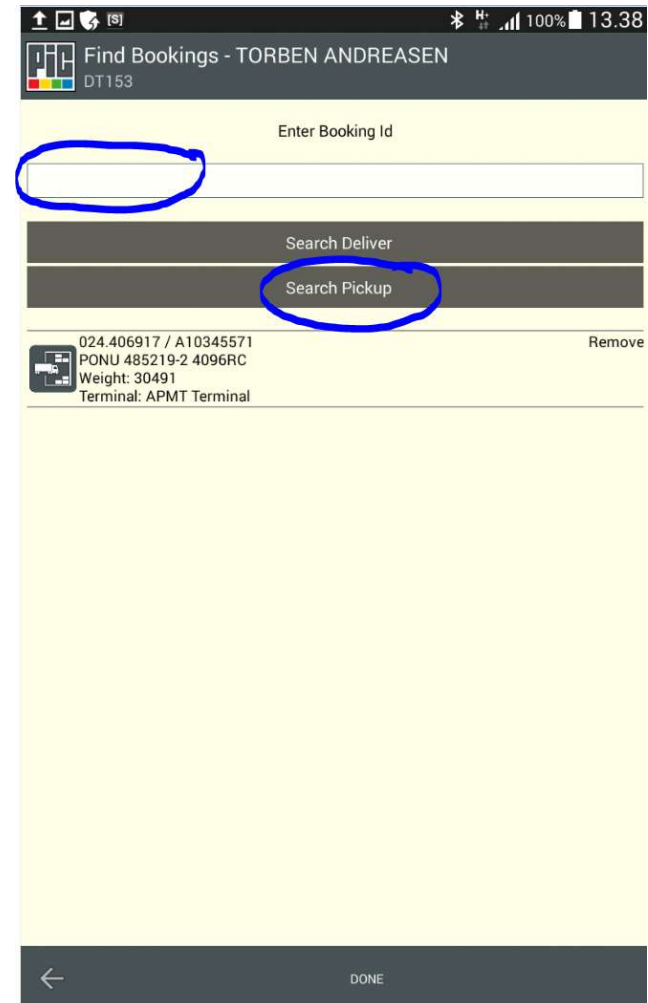 [S] H+ 100% 13.38
Find Bookings - TORBEN ANDREASEN
DT153
Enter Booking Id
Search Deliver
Search Pickup
024.406917 / A10345571 Remove
PONU 485219-2 4096RC
Weight: 30491
Terminal: APMT Terminal
DONE